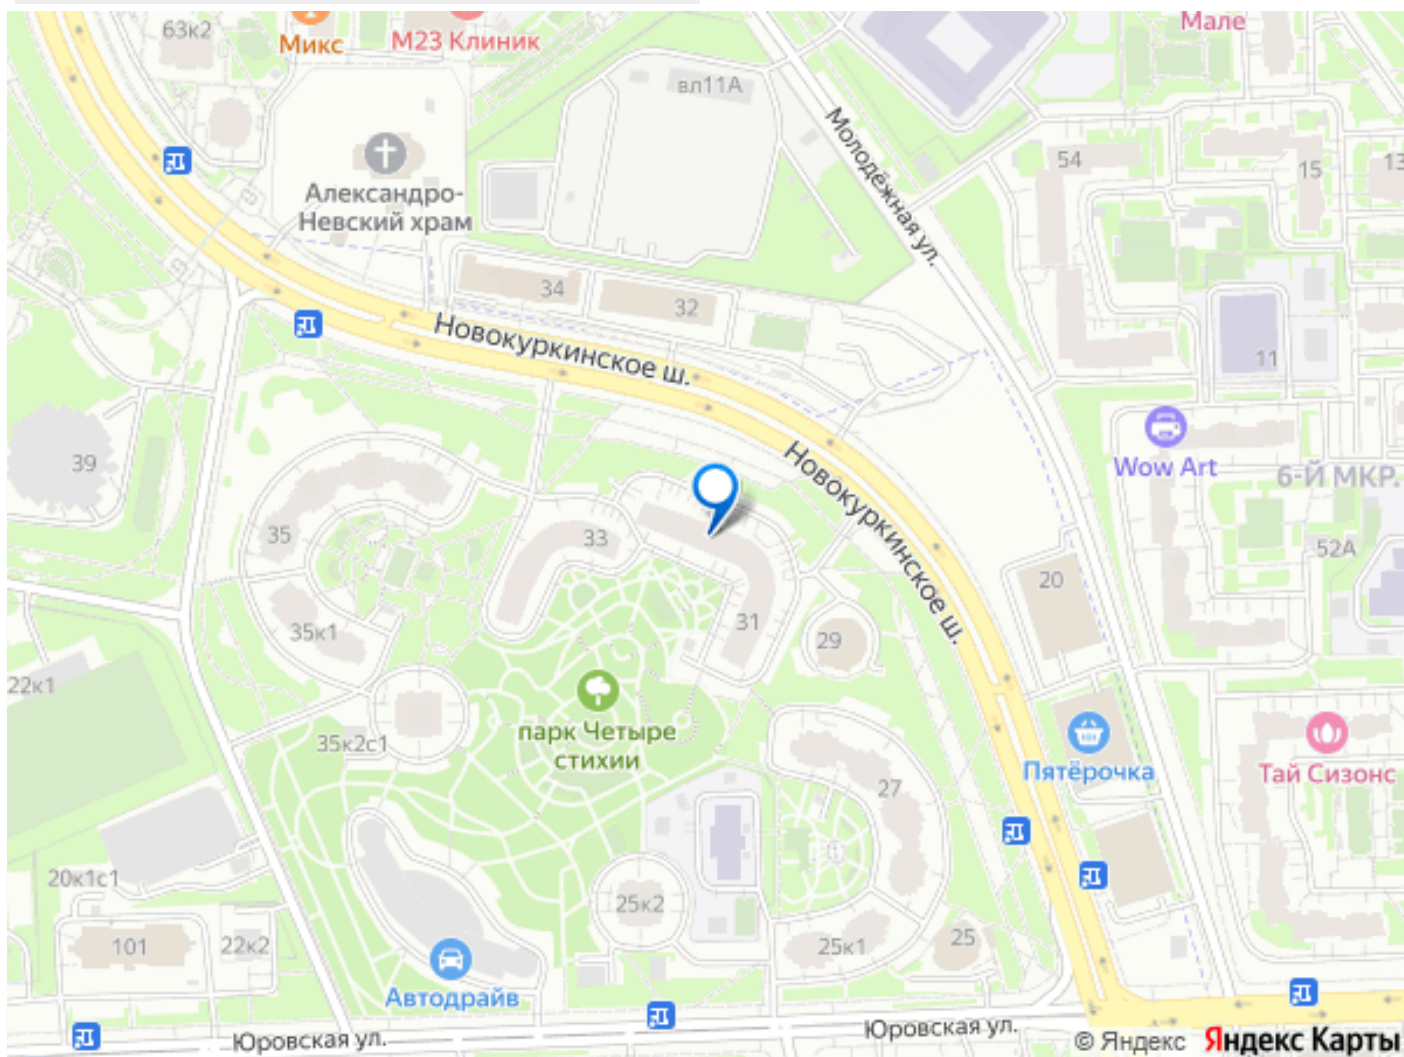 63к2
Микс
М23 Клиник
Мале
вл11А
Молодёжная ул.
54
15
13
Александро-
Невский храм
34
32
Новокуркинское ш.
11
Wow Art
6-Й МКР.
39
Новокуркинское ш.
35
33
52А
20
31
29
35к1
22к1
парк Четыре
стихии
35к2с1
Пятёрочка
Тай Сизонс
27
20к1с1
25к2
101
22к2
25к1
25
Автодрайв
Юровская ул.
Юровская ул.
© Яндекс Яндекс Карты